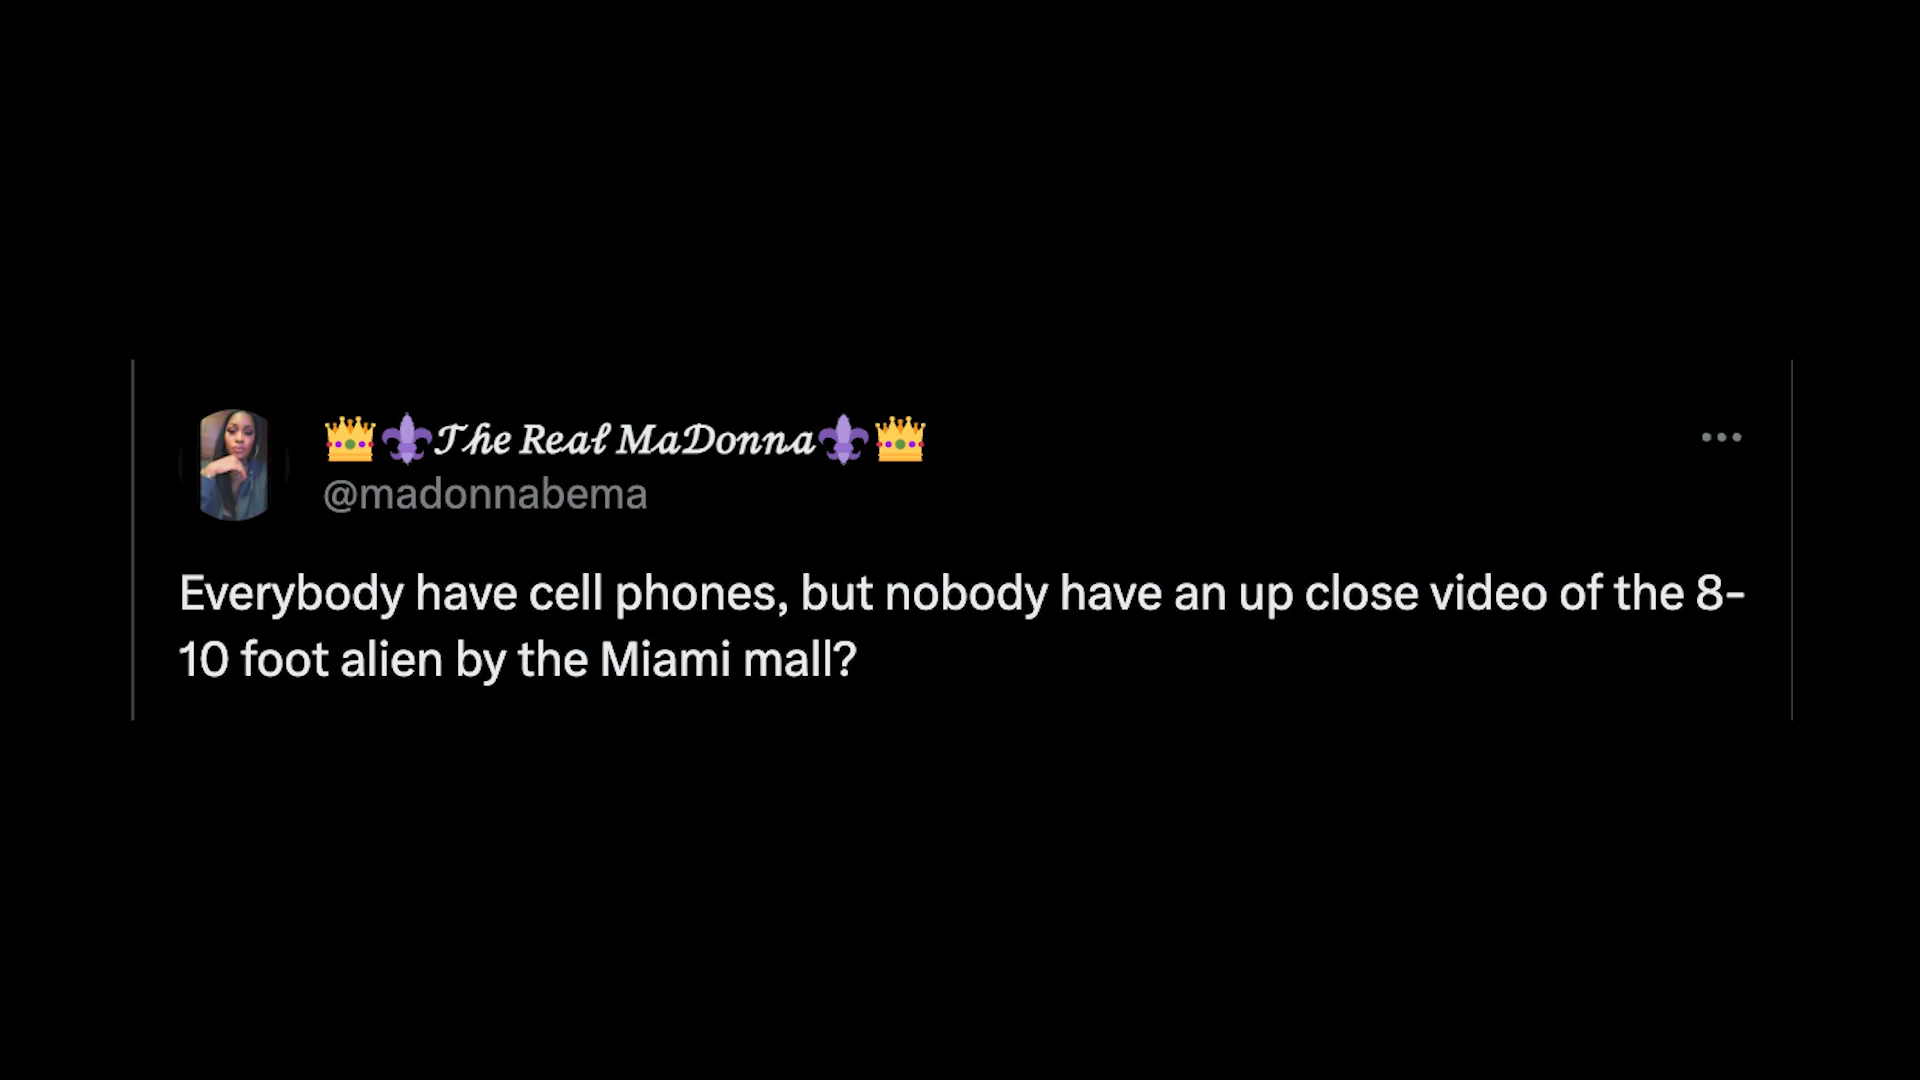 👑⚜The Real MaDonna⚜👑
@madonnabema
Everybody have cell phones, but nobody have an up close video of the 8-
10 foot alien by the Miami mall?